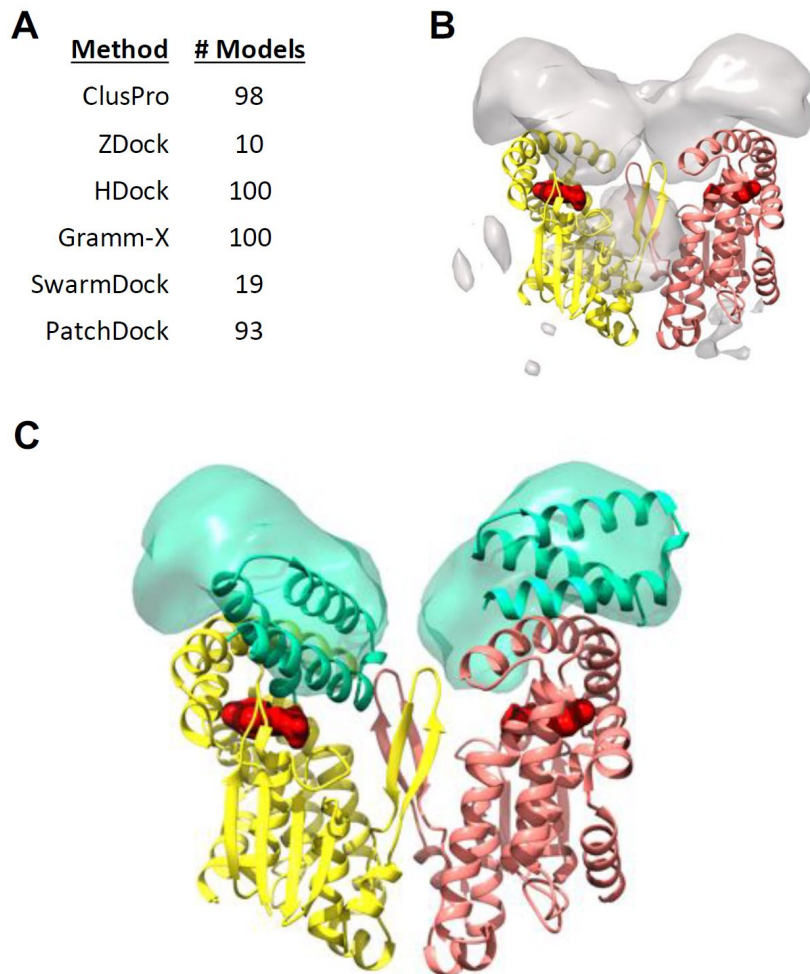 A
Method # Models
ClusPro 98
ZDock 10
HDock 100
Gramm-X 100
SwarmDock 19
PatchDock 93
B
C